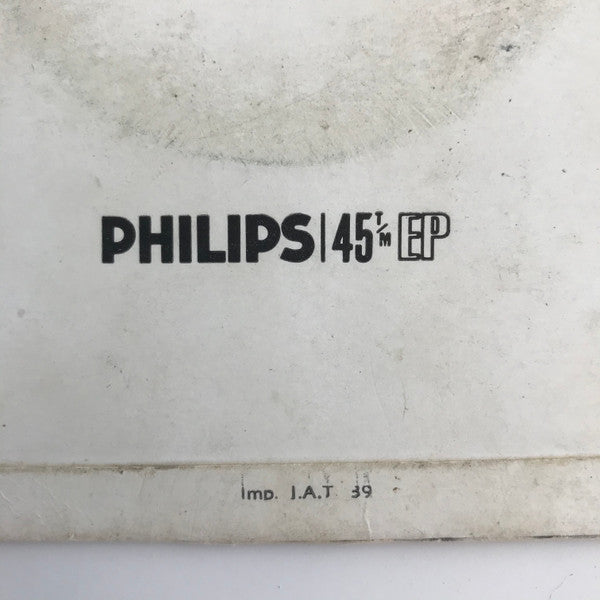 PHILIPS | 45 T/M EP
Imp. I.A.T 39